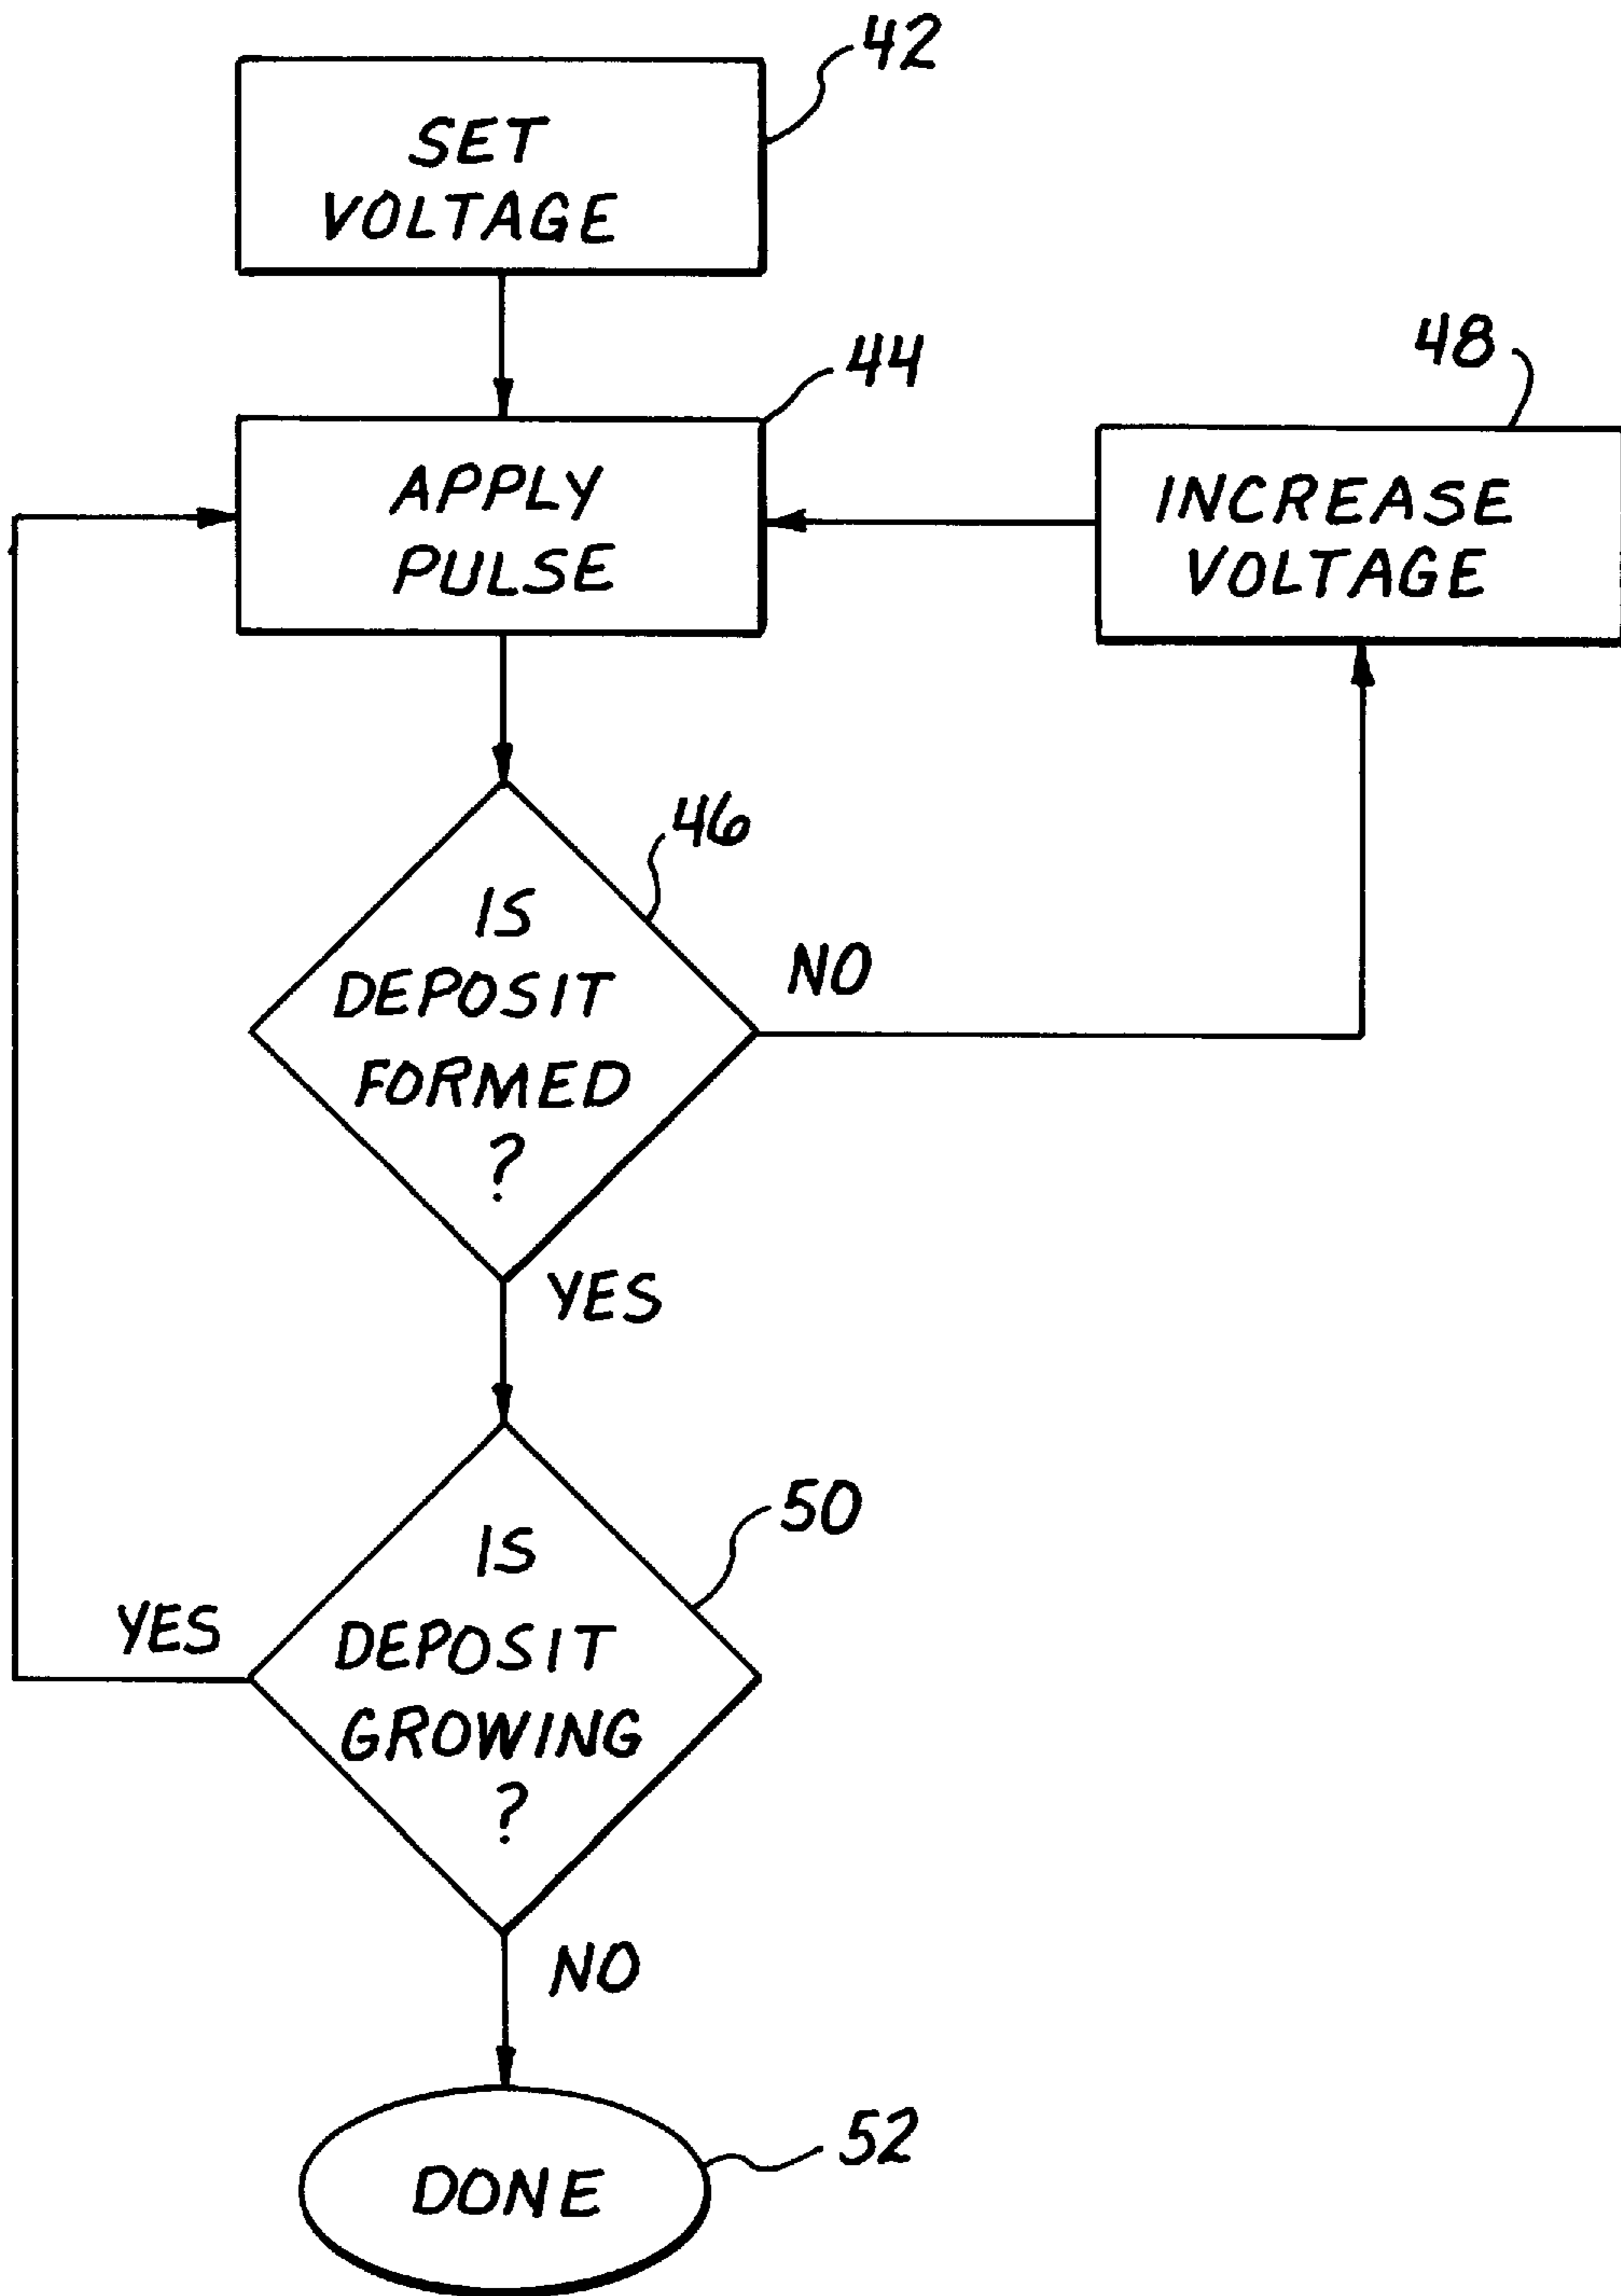 42
SET
VOLTAGE
44
APPLY
PULSE
48
INCREASE
VOLTAGE
46
IS
DEPOSIT
FORMED
?
NO
YES
50
IS
DEPOSIT
GROWING
?
YES
NO
52
DONE